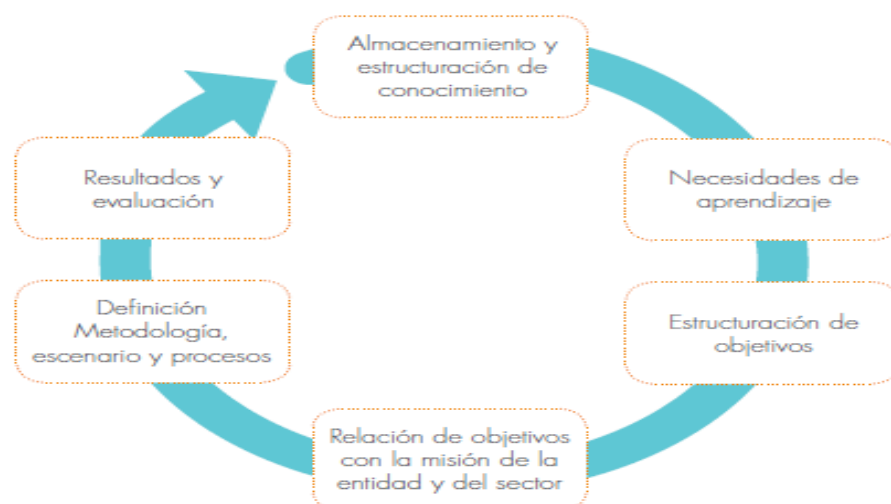 Almacenamiento y
estructuración de
conocimiento
Necesidades de
aprendizaje
Estructuración de
objetivos
Relación de objetivos
con la misión de la
entidad y del sector
Definición
Metodología,
escenario y procesos
Resultados y
evaluación